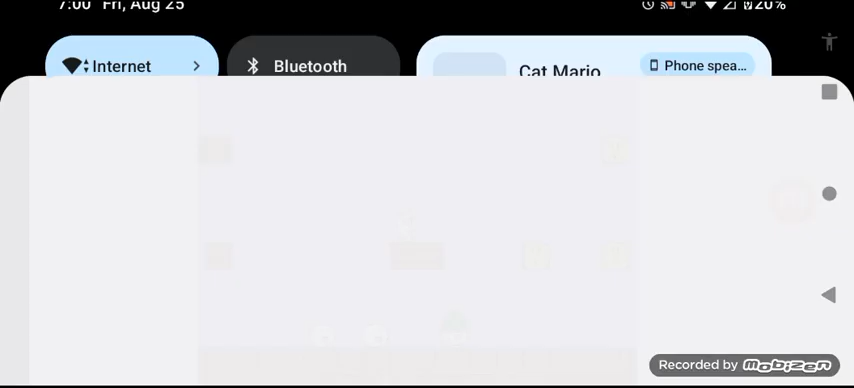 7:00 Fri, Aug 25
20%
Internet
Bluetooth
Cat Mario
Phone spea...
Recorded by mobizen